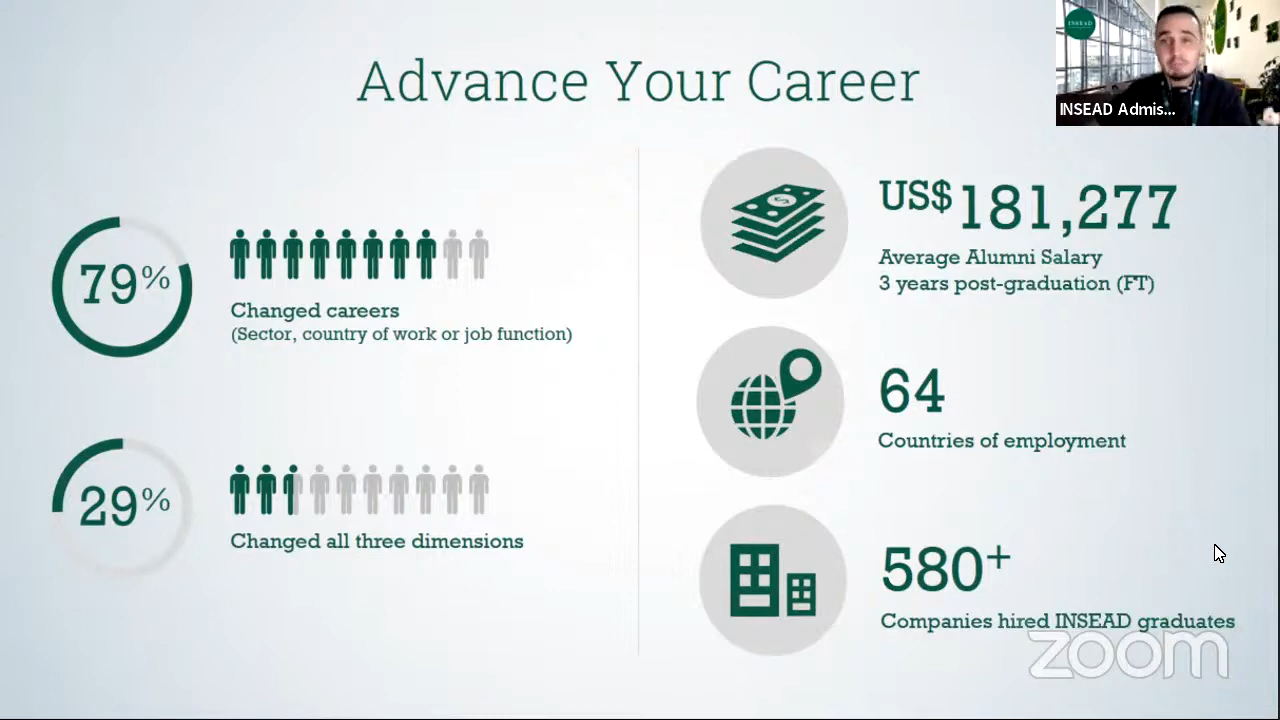 Advance Your Career
INSEAD
INSEAD Admis...
79%
Changed careers
(Sector, country of work or job function)
29%
Changed all three dimensions
US$181,277
Average Alumni Salary
3 years post-graduation (FT)
64
Countries of employment
580+
Companies hired INSEAD graduates
zoom